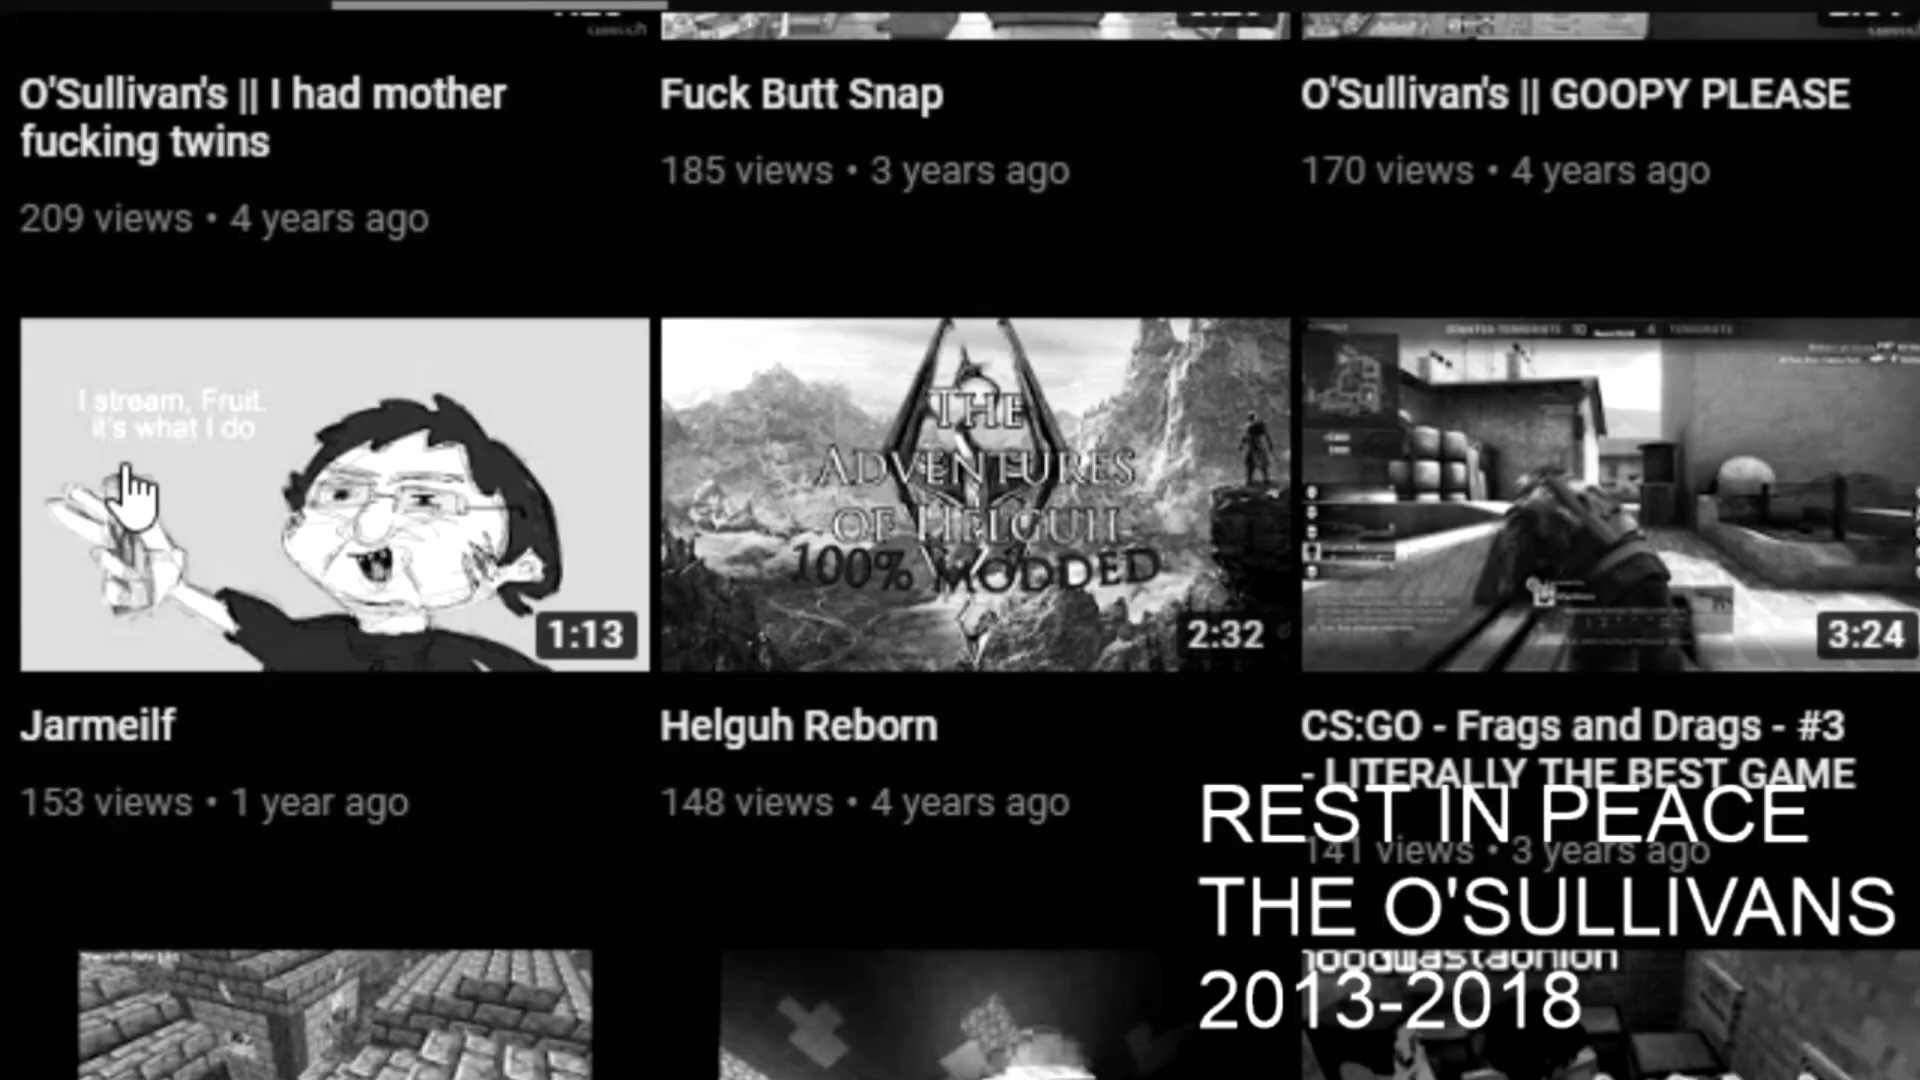 O'Sullivan's || I had mother
fucking twins
209 views • 4 years ago
Fuck Butt Snap
185 views • 3 years ago
O'Sullivan's || GOOPY PLEASE
170 views • 4 years ago
I stream, Fruit.
it's what I do
1:13
Jarmeilf
153 views • 1 year ago
THE
ADVENTURES
OF HELGUH
100% MODDED
2:32
Helguh Reborn
148 views • 4 years ago
3:24
CS:GO - Frags and Drags - #3
- LITERALLY THE BEST GAME
141 views • 3 years ago
REST IN PEACE
THE O'SULLIVANS
2013-2018